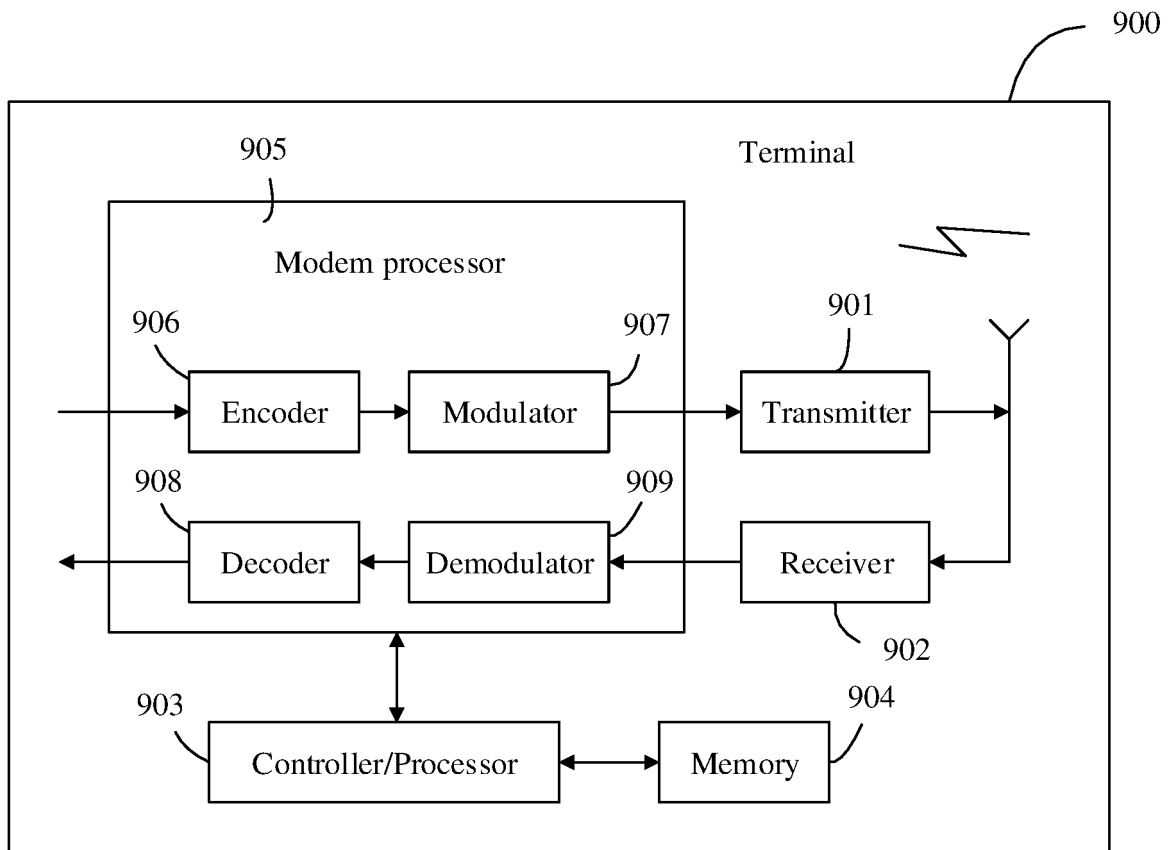 900
Terminal
905
Modem processor
906
907
901
Encoder
Modulator
Transmitter
908
909
Decoder
Demodulator
Receiver
902
903
904
Controller/Processor
Memory